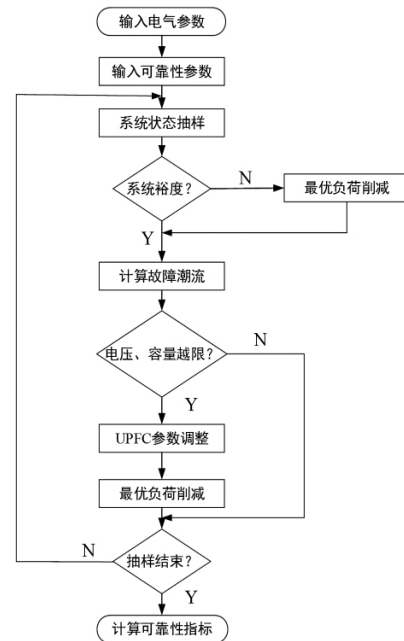 输入电气参数
输入可靠性参数
系统状态抽样
系统裕度？
N
最优负荷削减
Y
计算故障潮流
电压、容量越限？
N
Y
UPFC参数调整
最优负荷削减
N
抽样结束？
Y
计算可靠性指标